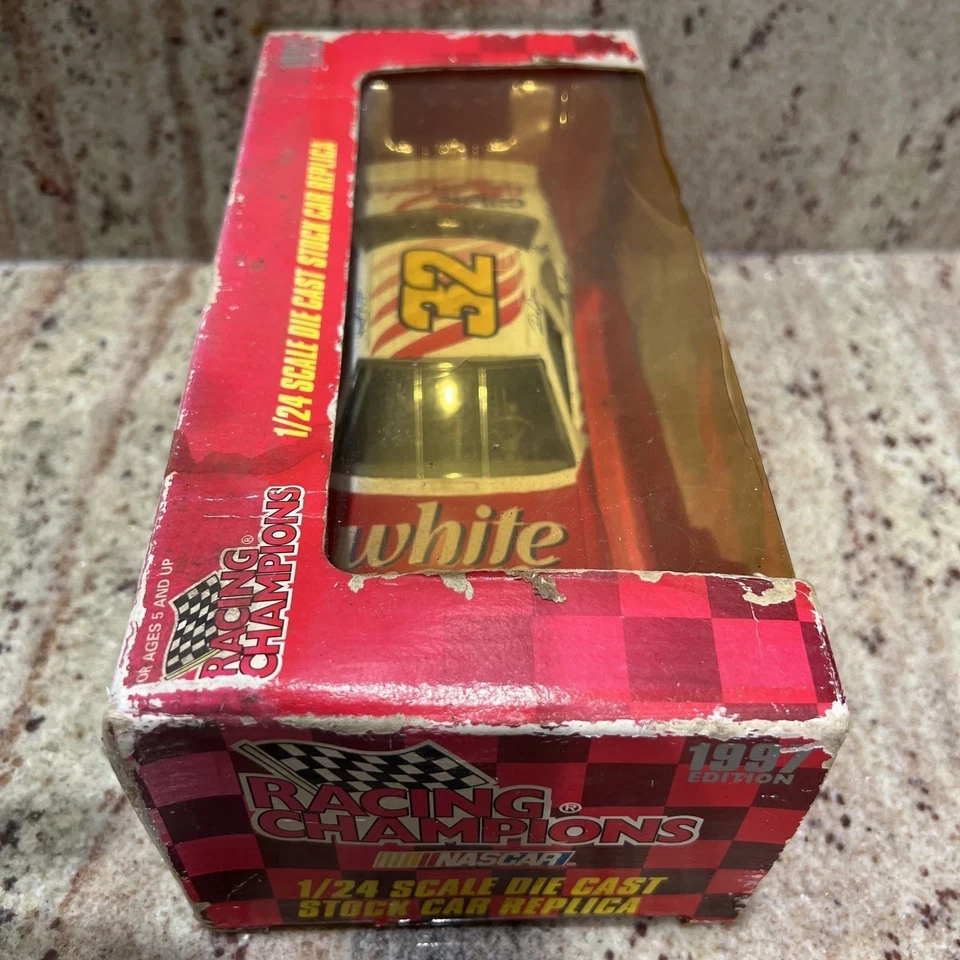 1/24 SCALE DIE CAST STOCK CAR REPLICA
32
white
FOR AGES 5 AND UP
RACING®
CHAMPIONS
1997
EDITION
RACING
CHAMPIONS®
NASCAR
1/24 SCALE DIE CAST
STOCK CAR REPLICA